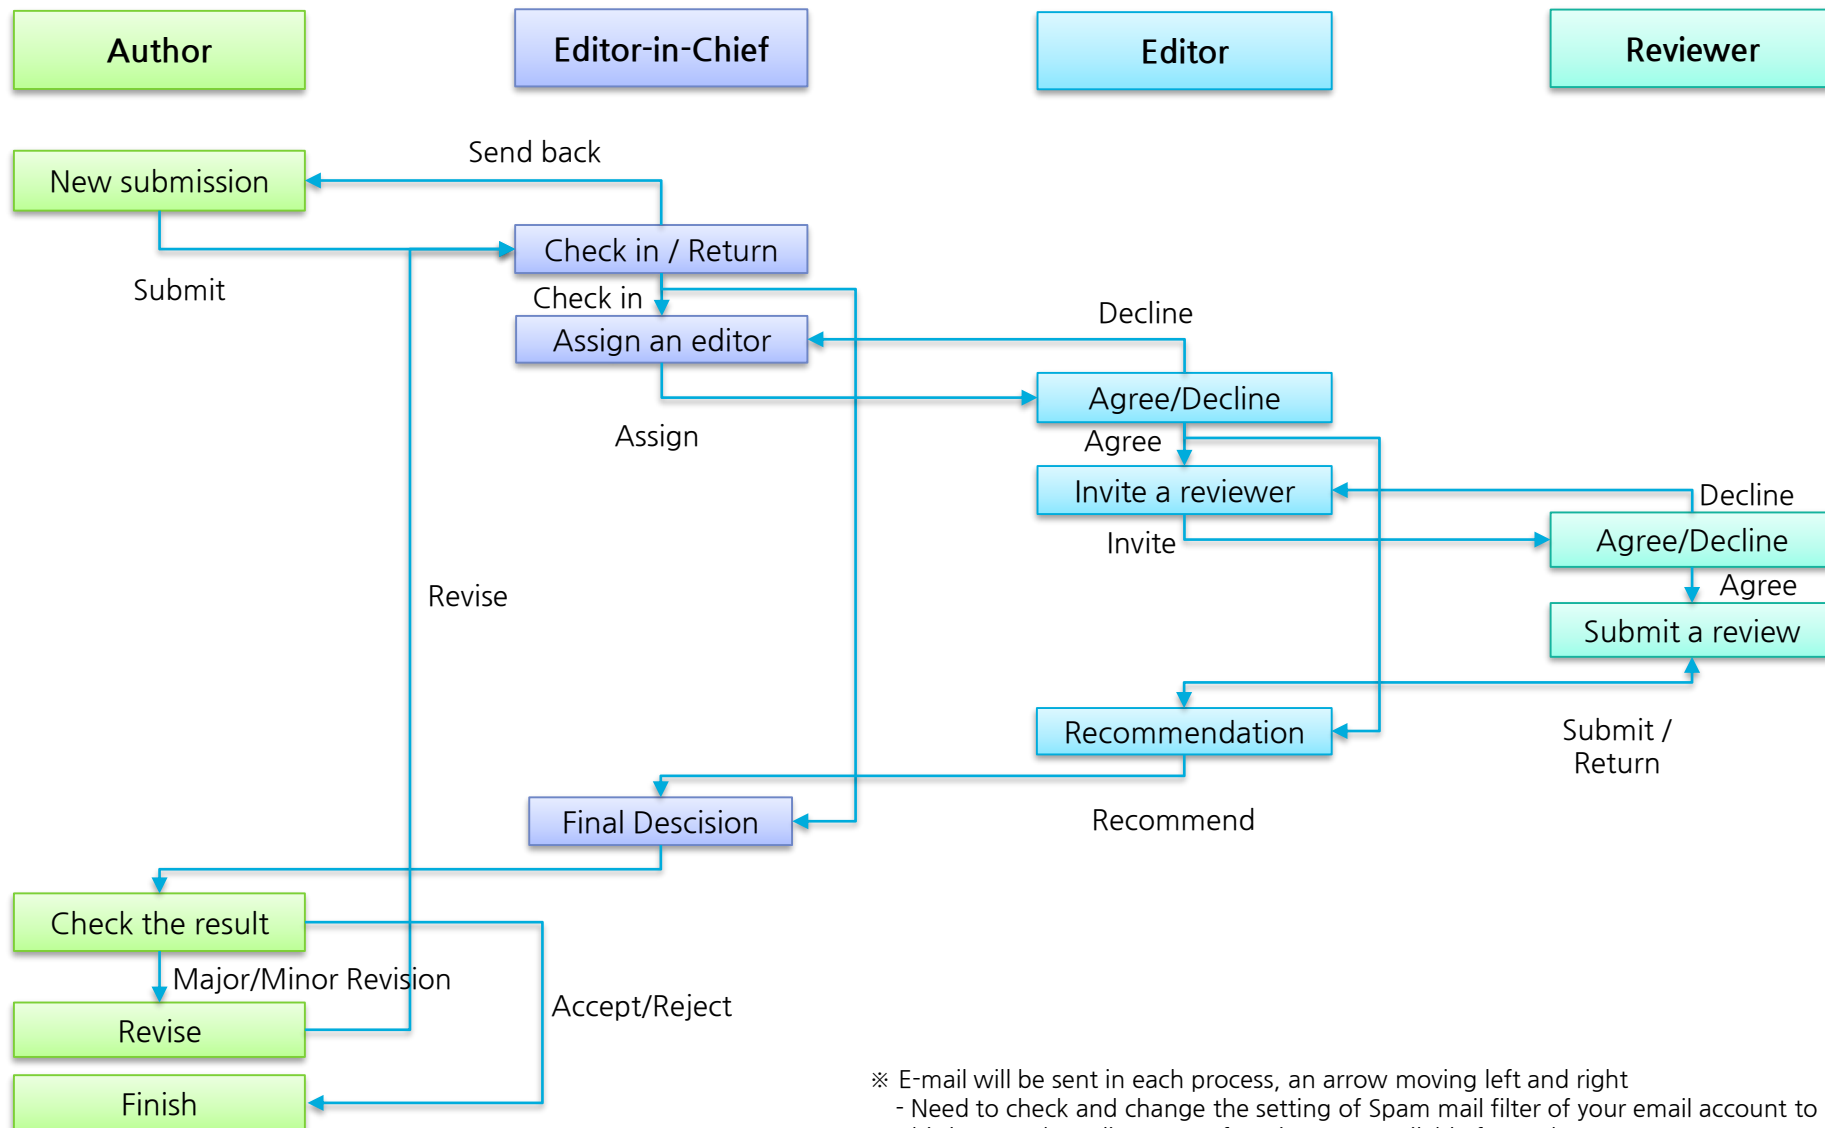 Author
Editor-in-Chief
Editor
Reviewer
Send back
New submission
Check in / Return
Submit
Check in
Decline
Assign an editor
Agree/Decline
Assign
Agree
Invite a reviewer
Decline
Invite
Agree/Decline
Revise
Agree
Submit a review
Recommendation
Submit /
Return
Final Descision
Recommend
Check the result
Major/Minor Revision
Accept/Reject
Revise
Finish
※ E-mail will be sent in each process, an arrow moving left and right
- Need to check and change the setting of Spam mail filter of your email account to